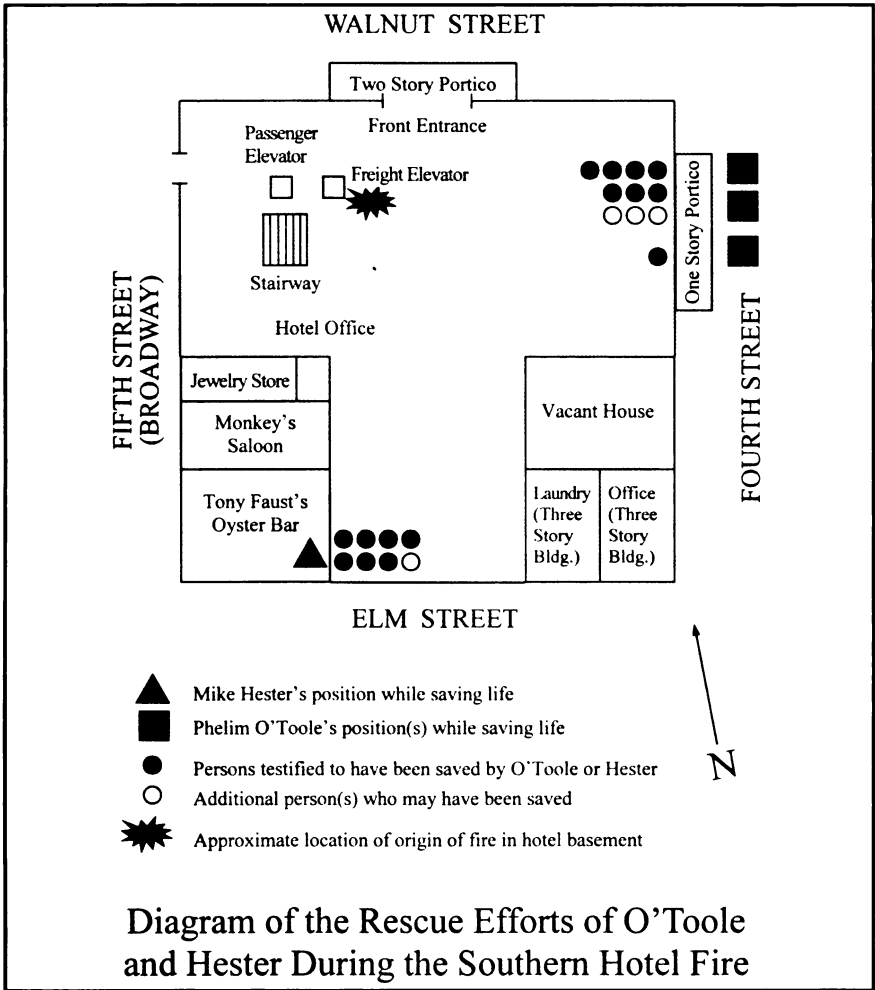 WALNUT STREET
Two Story Portico
Front Entrance
Passenger
Elevator
Freight Elevator
Stairway
Hotel Office
One Story Portico
FIFTH STREET
(BROADWAY)
FOURTH STREET
Jewelry Store
Monkey's
Saloon
Tony Faust's
Oyster Bar
Vacant House
Laundry
(Three
Story
Bldg.)
Office
(Three
Story
Bldg.)
ELM STREET
N
Mike Hester's position while saving life
Phelim O'Toole's position(s) while saving life
Persons testified to have been saved by O'Toole or Hester
Additional person(s) who may have been saved
Approximate location of origin of fire in hotel basement
Diagram of the Rescue Efforts of O'Toole
and Hester During the Southern Hotel Fire